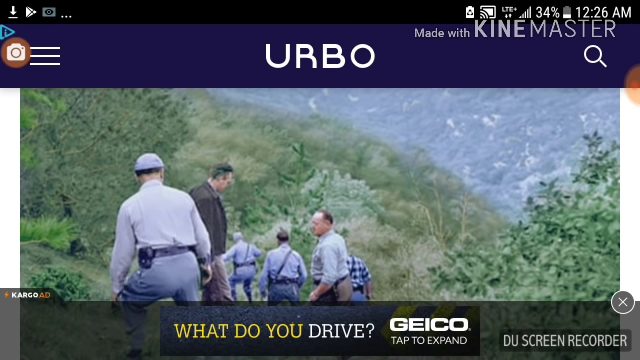 ... LTE+ 34% 12:26 AM
Made with KINEMASTER
URBO
KARGO.AD
WHAT DO YOU DRIVE? GEICO
TAP TO EXPAND
DU SCREEN RECORDER